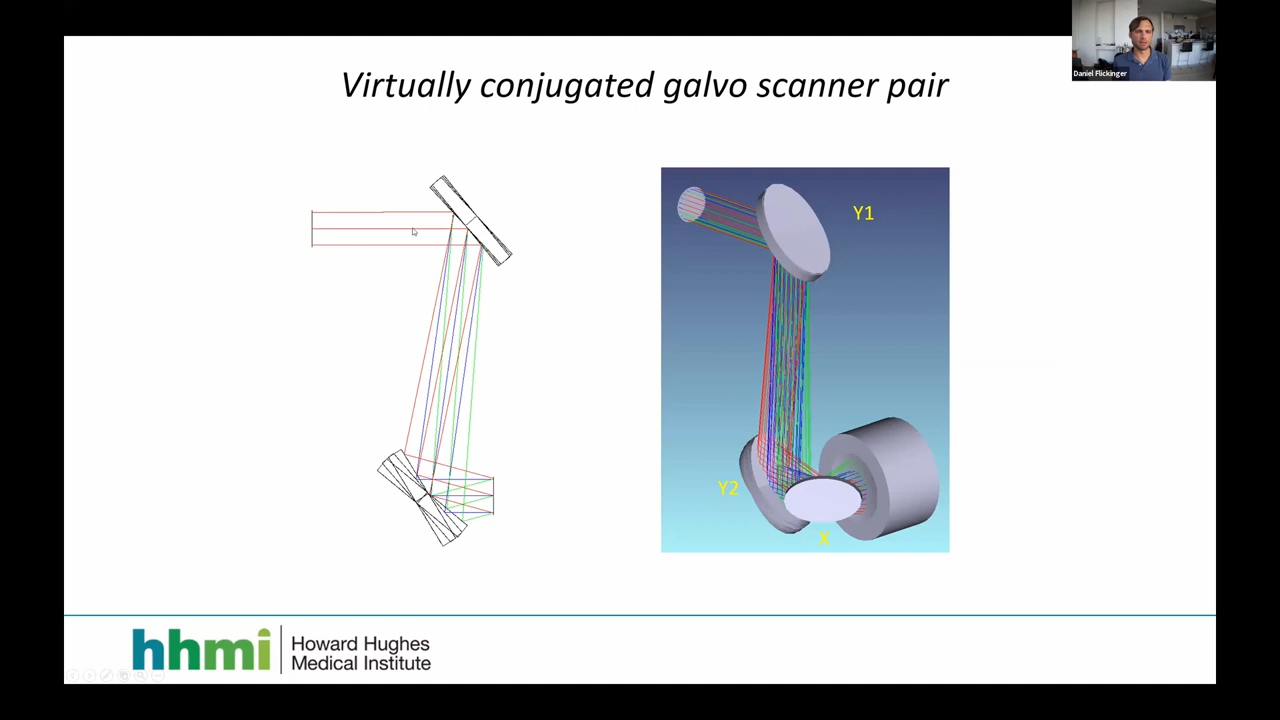 Virtually conjugated galvo scanner pair
Daniel Flickinger
Y1
Y2
X
hhmi
Howard Hughes
Medical Institute